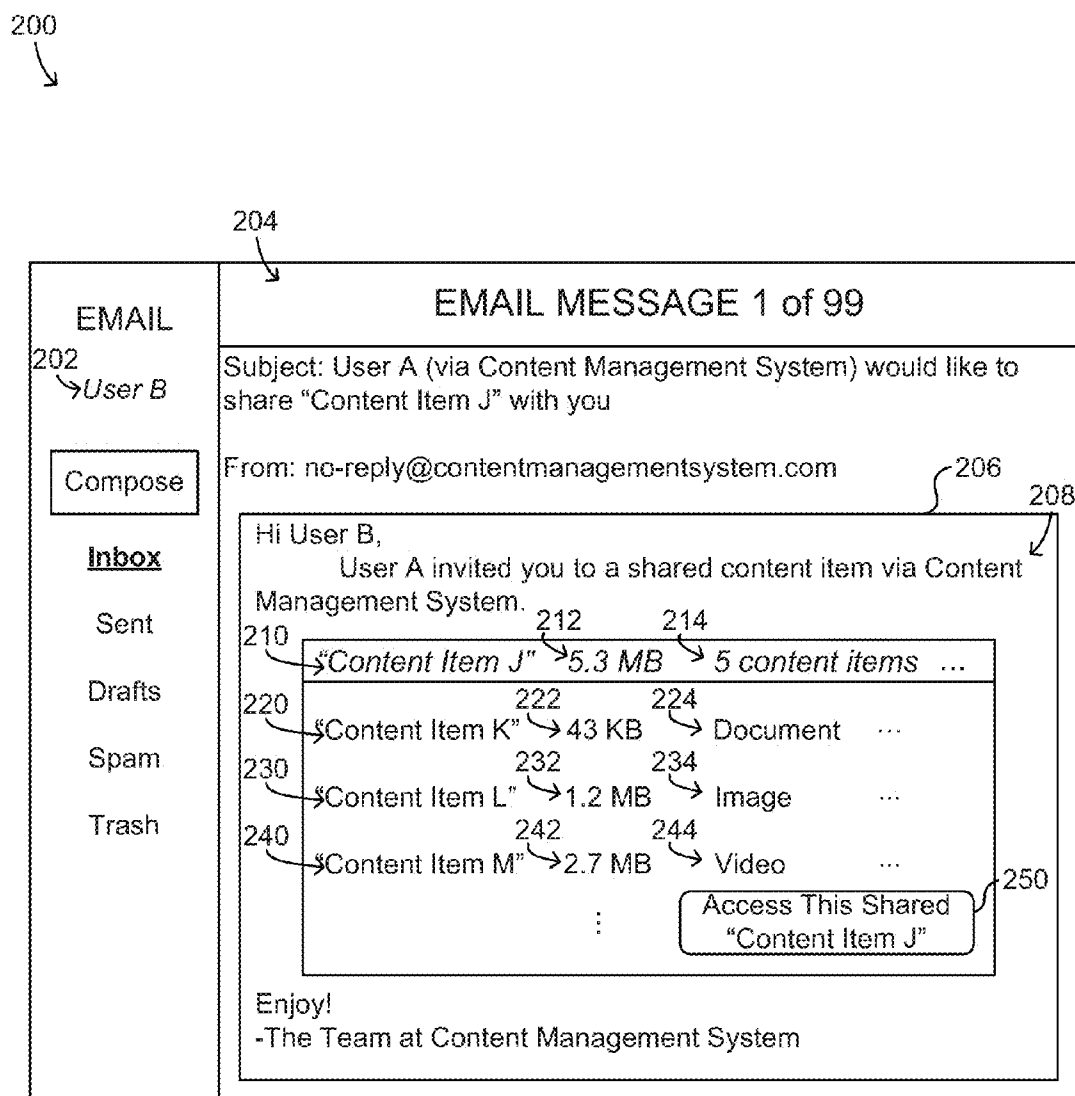 200
204
EMAIL
EMAIL MESSAGE 1 of 99
202
User B
Subject: User A (via Content Management System) would like to
share “Content Item J” with you
Compose
From: no-reply@contentmanagementsystem.com
206
208
Inbox
Sent
Drafts
Spam
Trash
Hi User B,
User A invited you to a shared content item via Content
Management System.
210 212 214
“Content Item J” 5.3 MB 5 content items ...
220 222 224
“Content Item K” 43 KB Document ...
230 232 234
“Content Item L” 1.2 MB Image ...
240 242 244
“Content Item M” 2.7 MB Video ...
250
Access This Shared
“Content Item J”
Enjoy!
-The Team at Content Management System